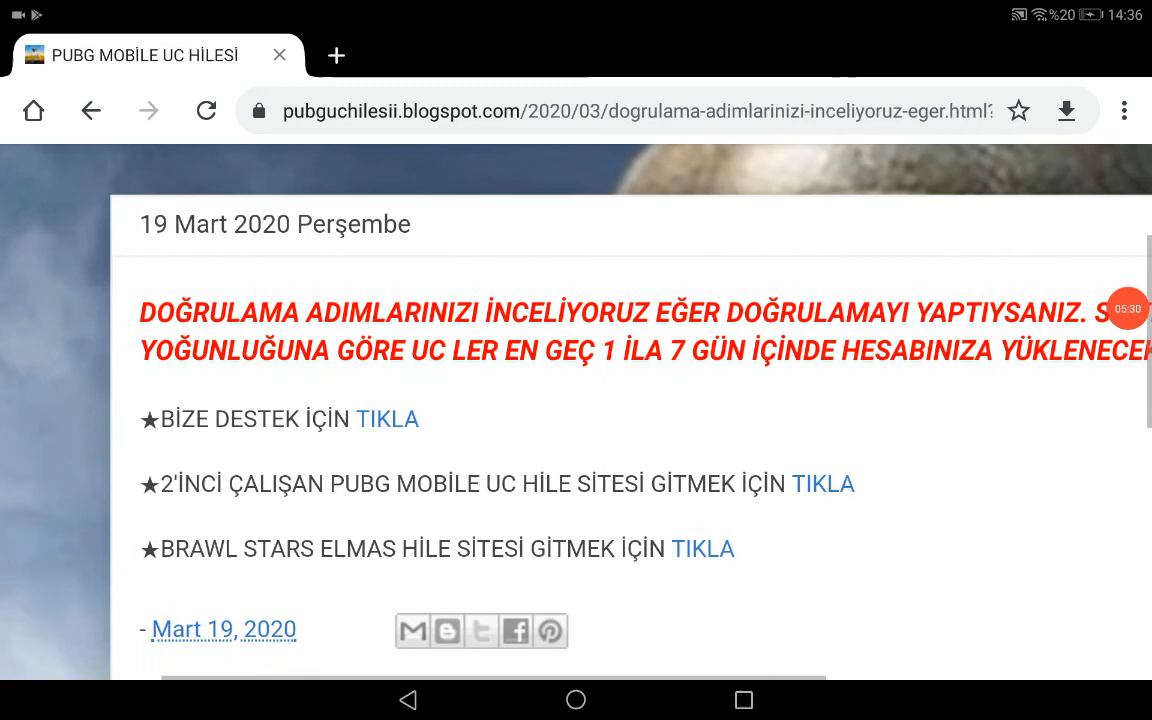 %20 14:36
PUBG MOBİLE UC HİLESİ
pubguchilesii.blogspot.com/2020/03/dogrulama-adimlarinizi-inceliyoruz-eger.html?
19 Mart 2020 Perşembe
DOĞRULAMA ADIMLARINIZI İNCELİYORUZ EĞER DOĞRULAMAYI YAPTIYSANIZ.
05:30
YOĞUNLUĞUNA GÖRE UC LER EN GEÇ 1 İLA 7 GÜN İÇİNDE HESABINIZA YÜKLENECEK
★BİZE DESTEK İÇİN TIKLA
★2'İNCİ ÇALIŞAN PUBG MOBİLE UC HİLE SİTESİ GİTMEK İÇİN TIKLA
★BRAWL STARS ELMAS HİLE SİTESİ GİTMEK İÇİN TIKLA
- Mart 19, 2020